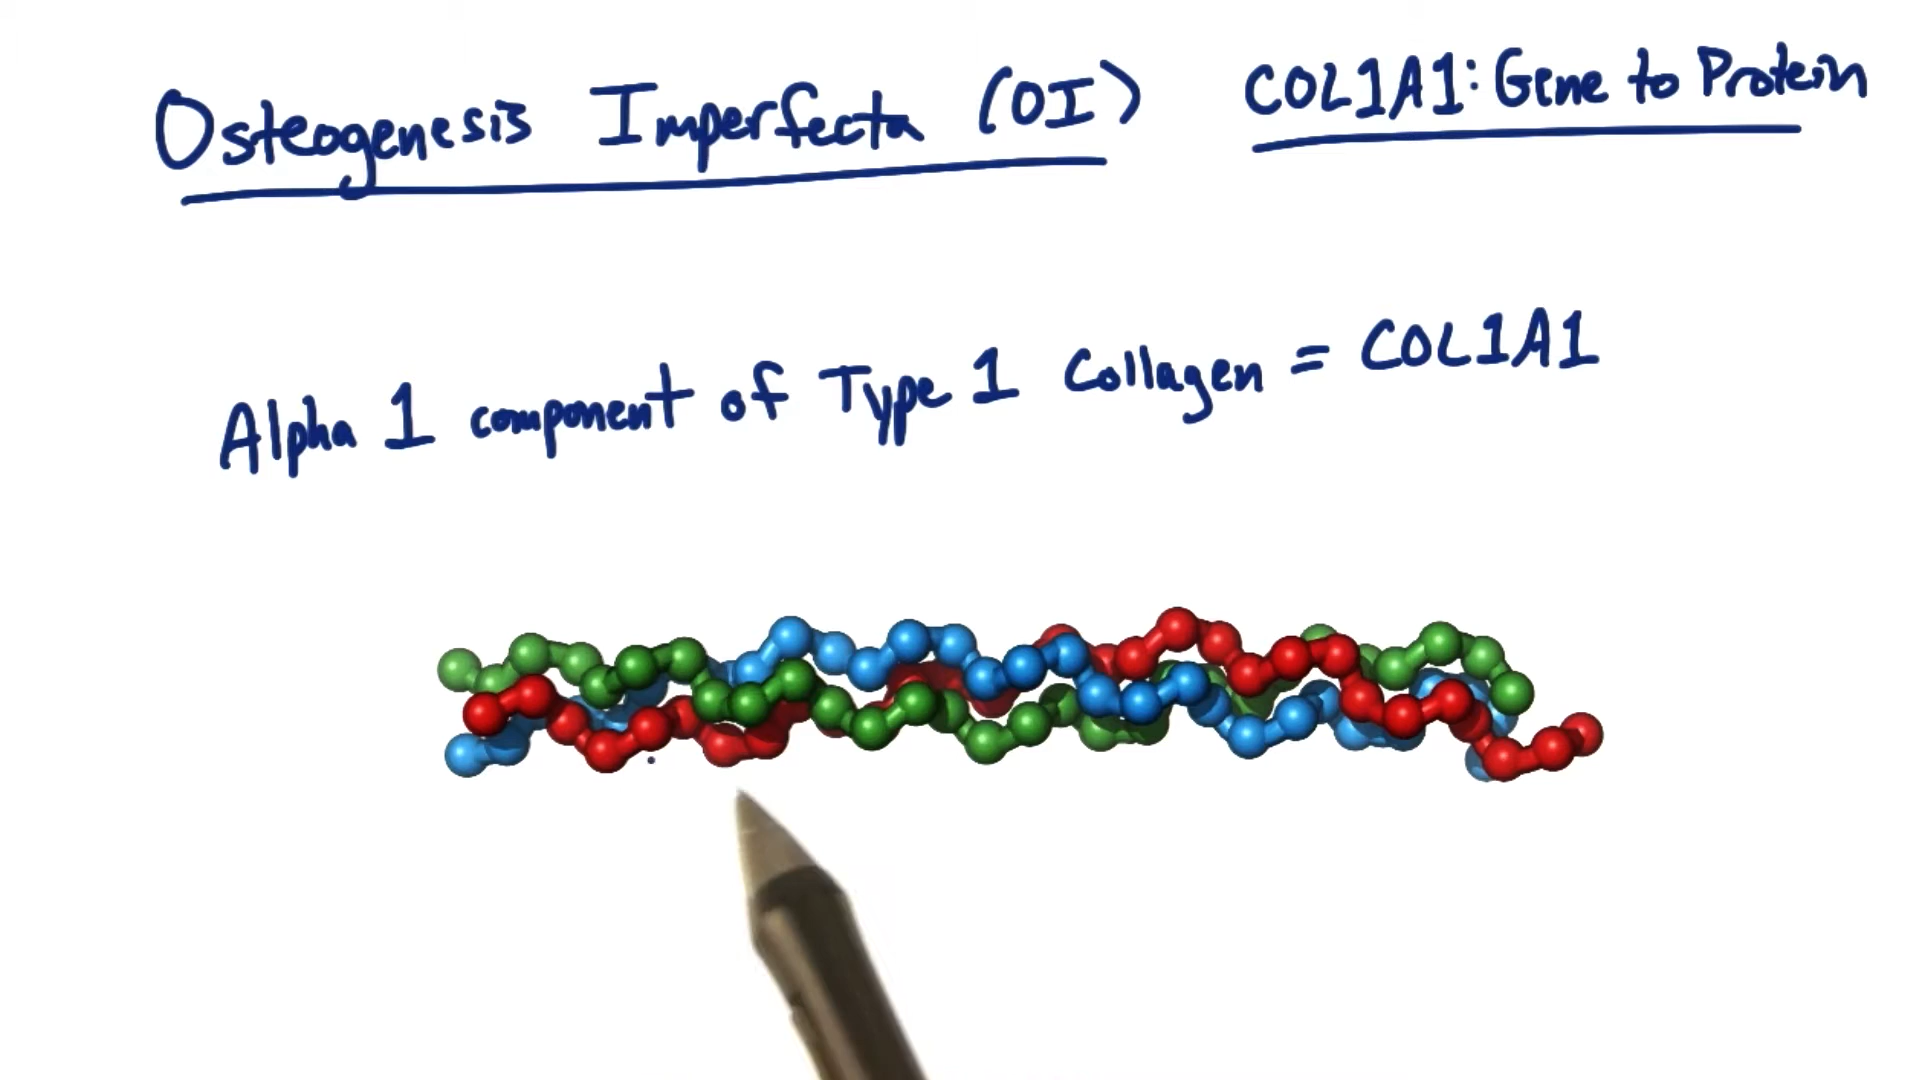 Osteogenesis Imperfecta (OI)
COL1A1: Gene to Protein
Alpha 1 component of Type 1 Collagen = COL1A1